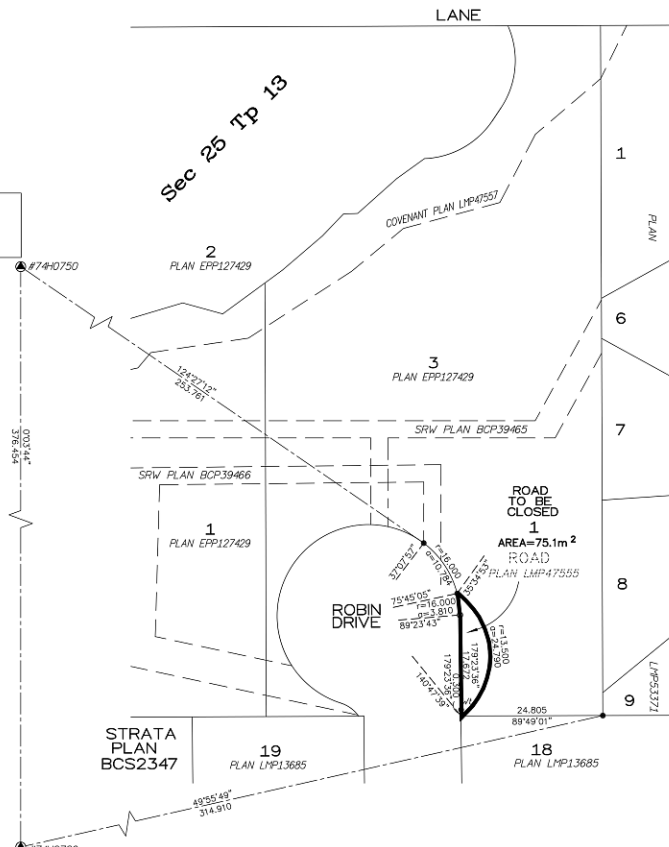 LANE
Sec 25 Tp 13
1
PLAN
COVENANT PLAN LMP47557
2
PLAN EPP127429
#74H0750
6
124°27'12"
253.761
3
PLAN EPP127429
0°03'44"
376.454
SRW PLAN BCP39465
7
SRW PLAN BCP39466
ROAD
TO BE
CLOSED
1
AREA=75.1m²
ROAD
PLAN LMP47555
1
PLAN EPP127429
r=16.000
a=10.784
37°07'57"
35°34'53"
75°45'05"
r=16.000
a=3.810
89°23'43"
8
ROBIN
DRIVE
r=13.500
a=24.790
179°23'36"
17.672
0.300
179°23'36"
140°47'39"
LMP53371
24.805
89°49'01"
9
STRATA
PLAN
BCS2347
19
PLAN LMP13685
18
PLAN LMP13685
49°55'49"
314.910